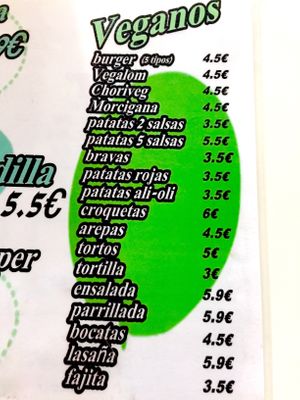 a
9€
dilla
5.5€
per
Veganos
burger (5 tipos) 4.5€
Vegalom 4.5€
Choriveg 4.5€
Morcigana 4.5€
patatas 2 salsas 3.5€
patatas 5 salsas 5.5€
bravas 3.5€
patatas rojas 3.5€
patatas ali-oli 3.5€
croquetas 6€
arepas 4.5€
tortos 5€
tortilla 3€
ensalada 5.9€
parrillada 5.9€
bocatas 4.5€
lasaña 5.9€
fajita 3.5€